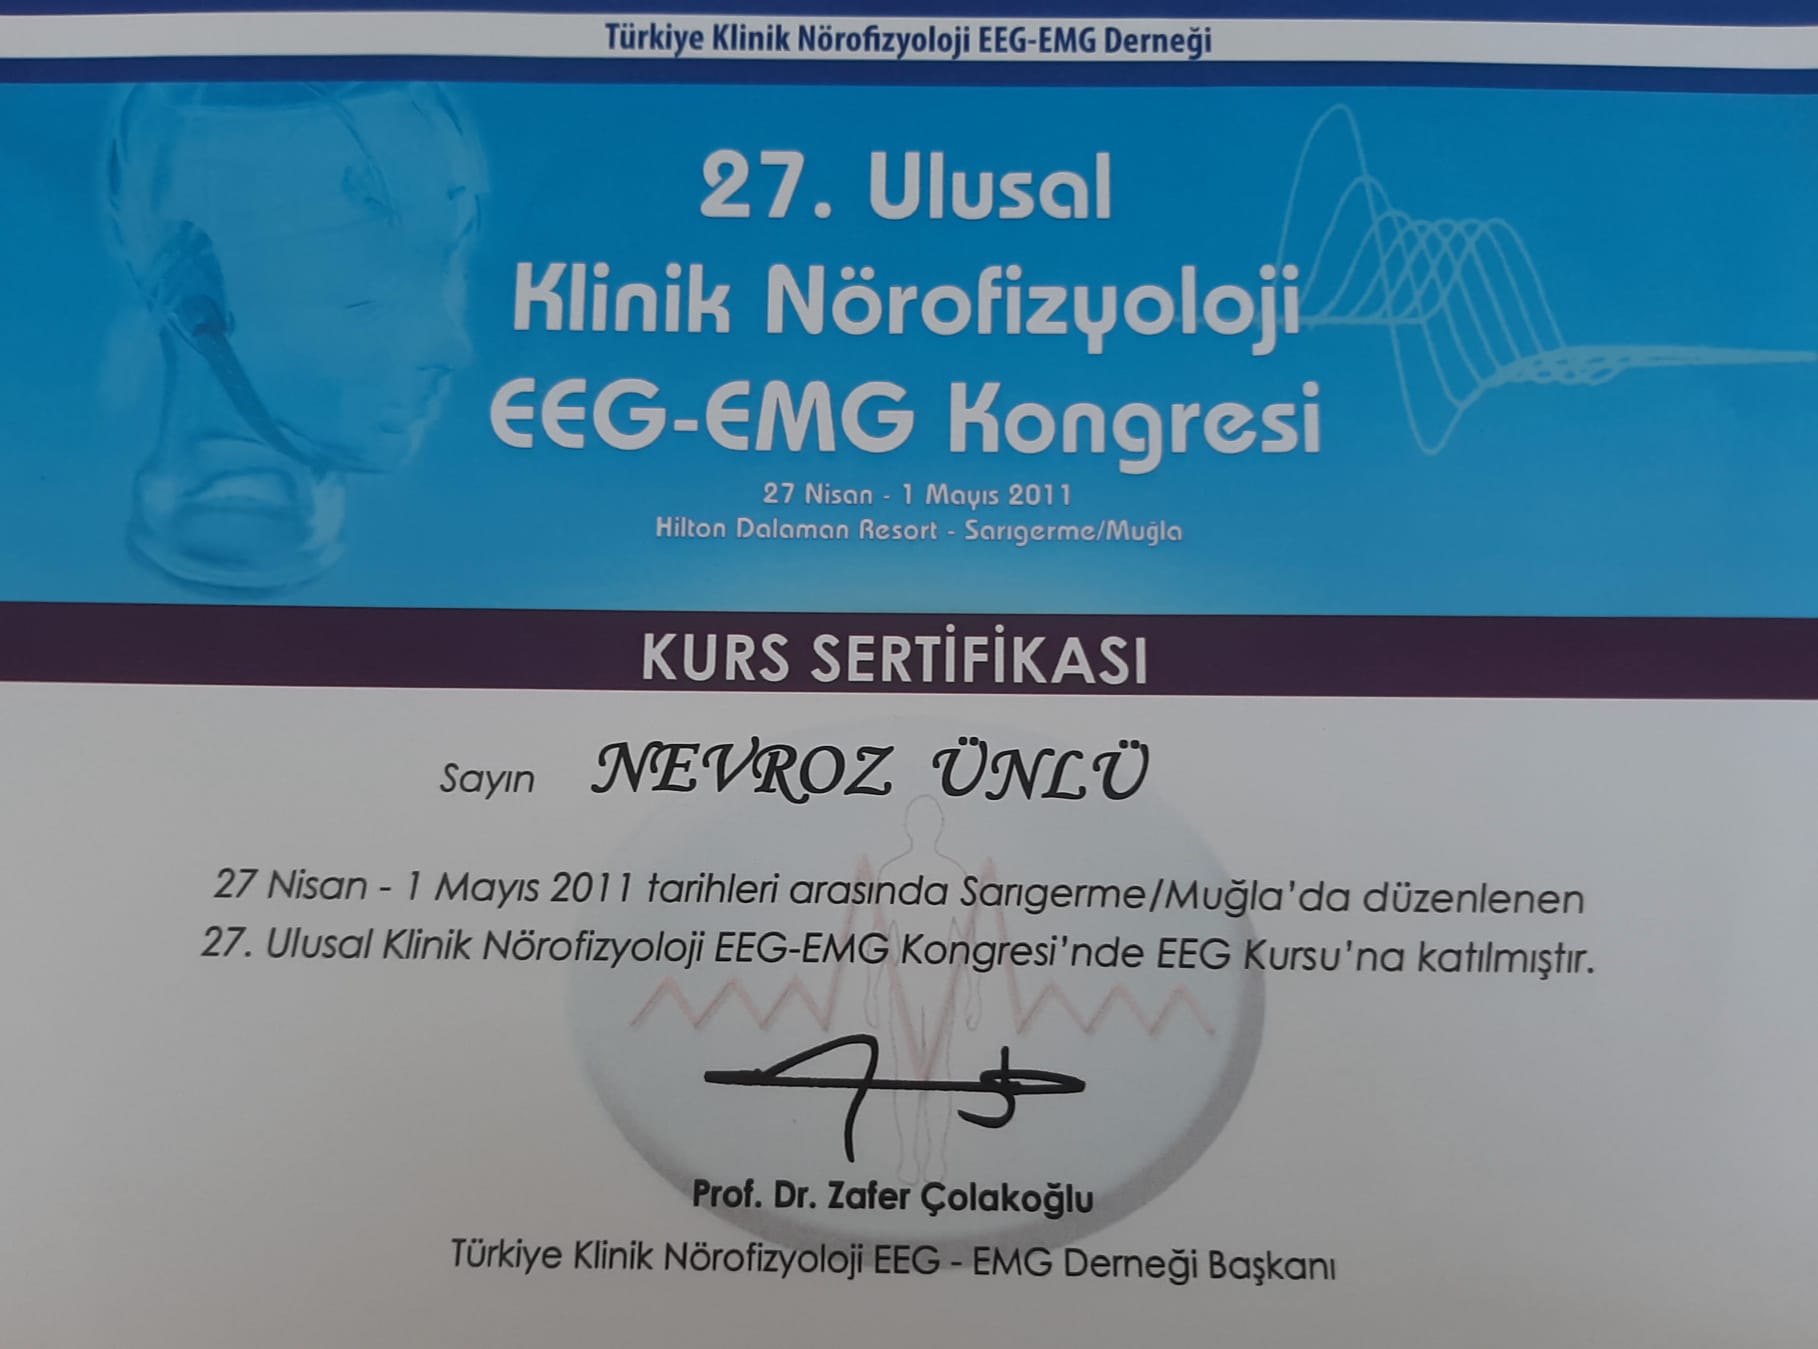 Türkiye Klinik Nörofizyoloji EEG-EMG Derneği
27. Ulusal
Klinik Nörofizyoloji
EEG-EMG Kongresi
27 Nisan - 1 Mayıs 2011
Hilton Dalaman Resort - Sarıgerme/Muğla
KURS SERTİFİKASI
Sayın NEVROZ ÜNLÜ
27 Nisan - 1 Mayıs 2011 tarihleri arasında Sarıgerme/Muğla'da düzenlenen
27. Ulusal Klinik Nörofizyoloji EEG-EMG Kongresi'nde EEG Kursu'na katılmıştır.
Prof. Dr. Zafer Çolakoğlu
Türkiye Klinik Nörofizyoloji EEG - EMG Derneği Başkanı